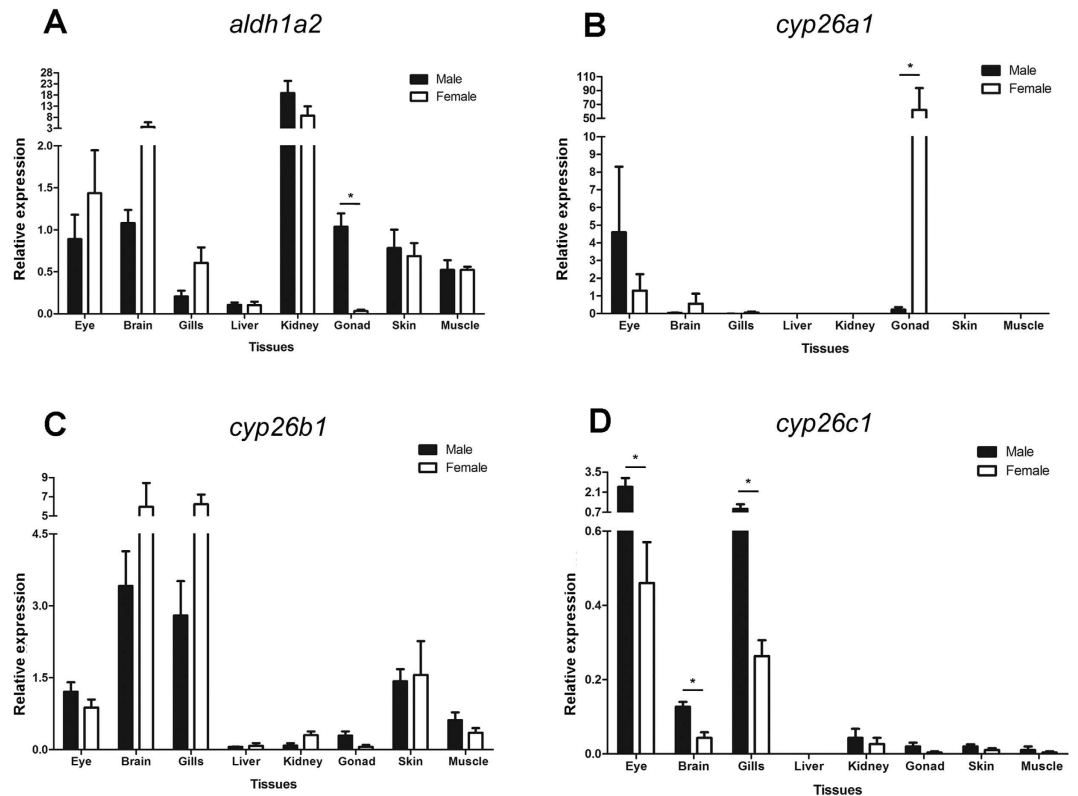 A
aldh1a2
28
23
18
13
8
3
2.0
1.5
1.0
0.5
0.0
Relative expression
Male
Female
*
Eye Brain Gills Liver Kidney Gonad Skin Muscle
Tissues
B
cyp26a1
110
90
70
50
10
9
8
7
6
5
4
3
2
1
0
Relative expression
Male
Female
*
Eye Brain Gills Liver Kidney Gonad Skin Muscle
Tissues
C
cyp26b1
9
7
5
4.5
3.0
1.5
0.0
Relative expression
Male
Female
Eye Brain Gills Liver Kidney Gonad Skin Muscle
Tissues
D
cyp26c1
3.5
2.1
0.7
0.6
0.4
0.2
0.0
Relative expression
Male
Female
*
*
*
Eye Brain Gills Liver Kidney Gonad Skin Muscle
Tissues